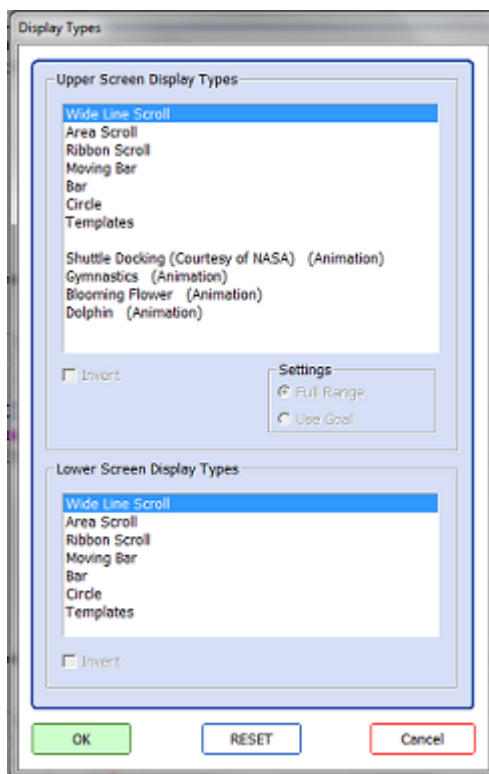 Display Types
Upper Screen Display Types
Wide Line Scroll
Area Scroll
Ribbon Scroll
Moving Bar
Bar
Circle
Templates
Shuttle Docking (Courtesy of NASA) (Animation)
Gymnastics (Animation)
Blooming Flower (Animation)
Dolphin (Animation)
Invert
Settings
Full Range
Use Goal
Lower Screen Display Types
Wide Line Scroll
Area Scroll
Ribbon Scroll
Moving Bar
Bar
Circle
Templates
Invert
OK RESET Cancel